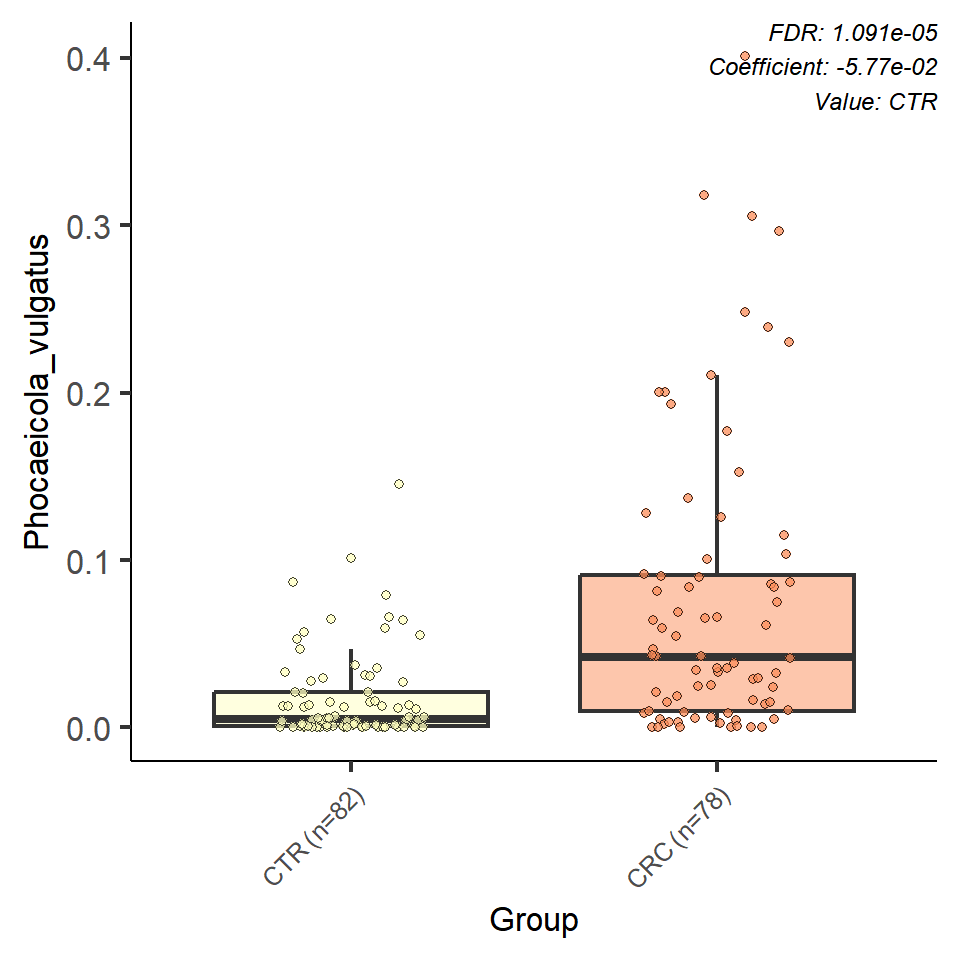 FDR: 1.091e-05
Coefficient: -5.77e-02
Value: CTR
0.4
0.3
0.2
0.1
0.0
Phocaeicola_vulgatus
CTR (n=82)
CRC (n=78)
Group